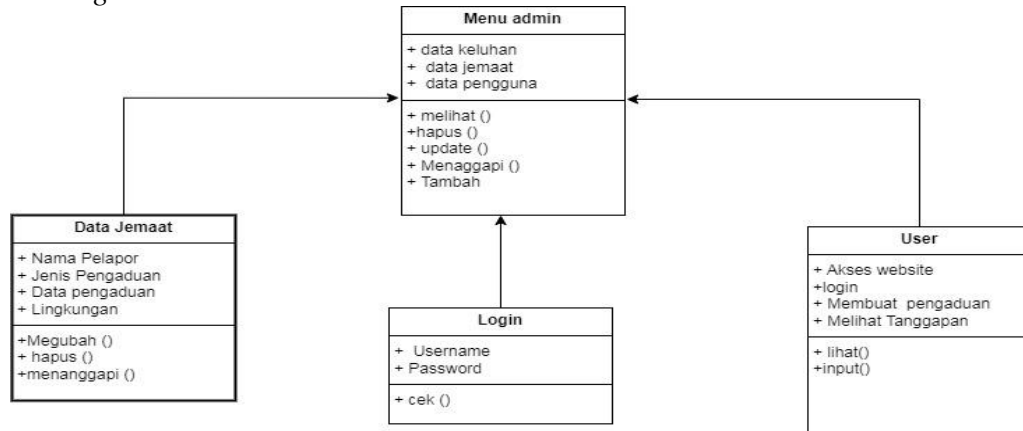 Menu admin
+ data keluhan
+ data jemaat
+ data pengguna
+ melihat ()
+hapus ()
+ update ()
+ Menaggapi ()
+ Tambah
Data Jemaat
+ Nama Pelapor
+ Jenis Pengaduan
+ Data pengaduan
+ Lingkungan
+Megubah ()
+ hapus ()
+menanggapi ()
Login
+ Username
+ Password
+ cek ()
User
+ Akses website
+login
+ Membuat pengaduan
+ Melihat Tanggapan
+ lihat()
+input()